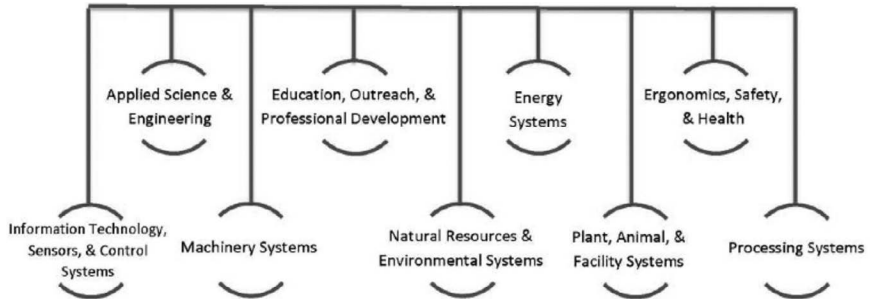 Applied Science &
Engineering
Education, Outreach, &
Professional Development
Energy
Systems
Ergonomics, Safety,
& Health
Information Technology,
Sensors, & Control
Systems
Machinery Systems
Natural Resources &
Environmental Systems
Plant, Animal, &
Facility Systems
Processing Systems